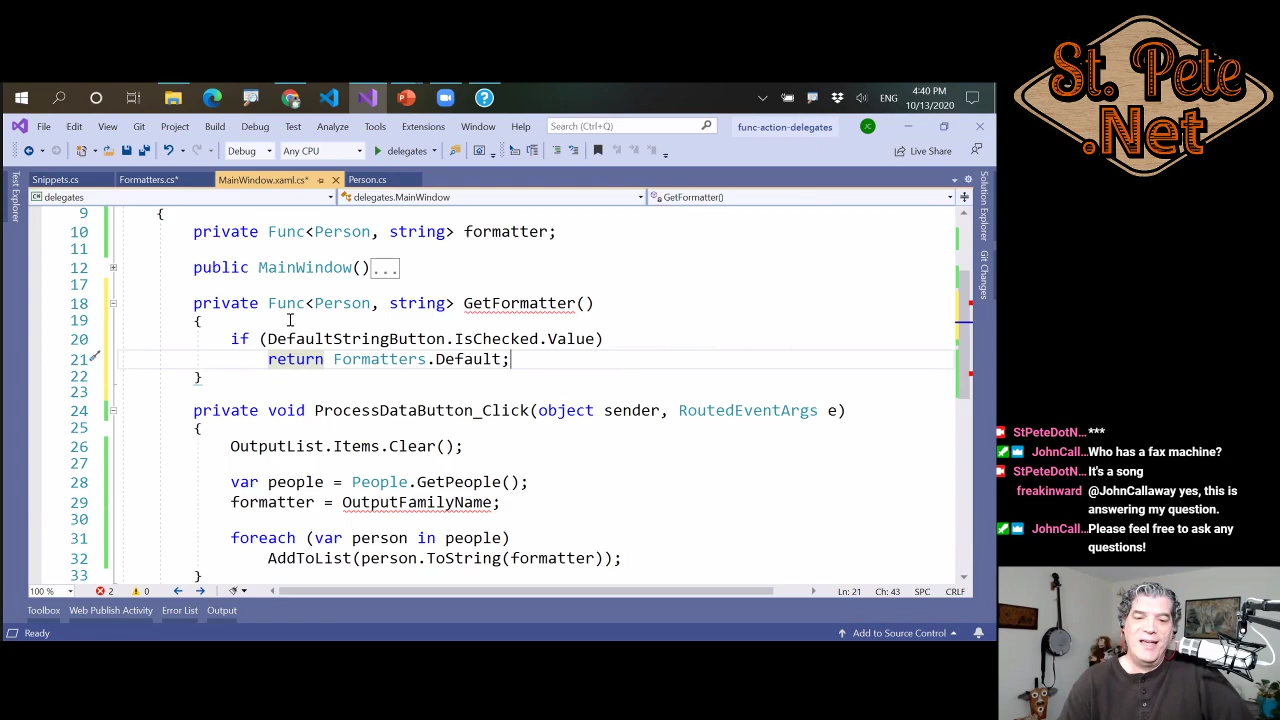 St. Pete
.Net
4:40 PM
ENG
10/13/2020
File Edit View Git Project Build Debug Test Analyze Tools Extensions Window Help Search (Ctrl+Q) func-action-delegates JC
Debug Any CPU delegates Live Share
Snippets.cs Formatters.cs* MainWindow.xaml.cs* Person.cs
delegates delegates.MainWindow GetFormatter()
Test Explorer
Solution Explorer
Git Changes
9 {
10 private Func<Person, string> formatter;
11
12 public MainWindow()...
17
18 private Func<Person, string> GetFormatter()
19 {
20 if (DefaultStringButton.IsChecked.Value)
21 return Formatters.Default;
22 }
23
24 private void ProcessDataButton_Click(object sender, RoutedEventArgs e)
25 {
26 OutputList.Items.Clear();
27
28 var people = People.GetPeople();
29 formatter = OutputFamilyName;
30
31 foreach (var person in people)
32 AddToList(person.ToString(formatter));
33 }
100 % 2 0 Ln: 21 Ch: 43 SPC CRLF
Toolbox Web Publish Activity Error List Output
Ready Add to Source Control
StPeteDotN... ***
JohnCall... Who has a fax machine?
StPeteDotN... It's a song
freakinward @JohnCallaway yes, this is
answering my question.
JohnCall... Please feel free to ask any
questions!